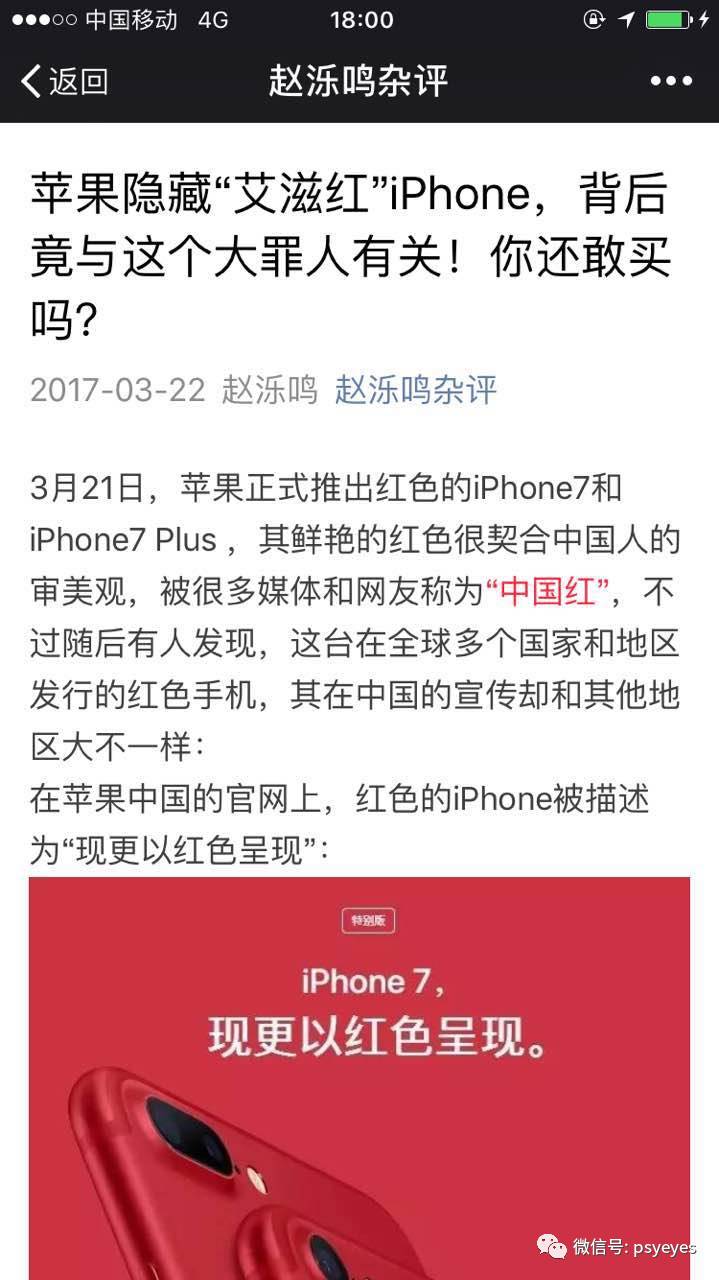 中国移动 4G 18:00
返回 赵泺鸣杂评
苹果隐藏“艾滋红”iPhone，背后
竟与这个大罪人有关！你还敢买
吗？
2017-03-22 赵泺鸣 赵泺鸣杂评
3月21日，苹果正式推出红色的iPhone7和
iPhone7 Plus ，其鲜艳的红色很契合中国人的
审美观，被很多媒体和网友称为“中国红”，不
过随后有人发现，这台在全球多个国家和地区
发行的红色手机，其在中国的宣传却和其他地
区大不一样：
在苹果中国的官网上，红色的iPhone被描述
为“现更以红色呈现”：
特别版
iPhone 7，
现更以红色呈现。
微信号: psyeyes